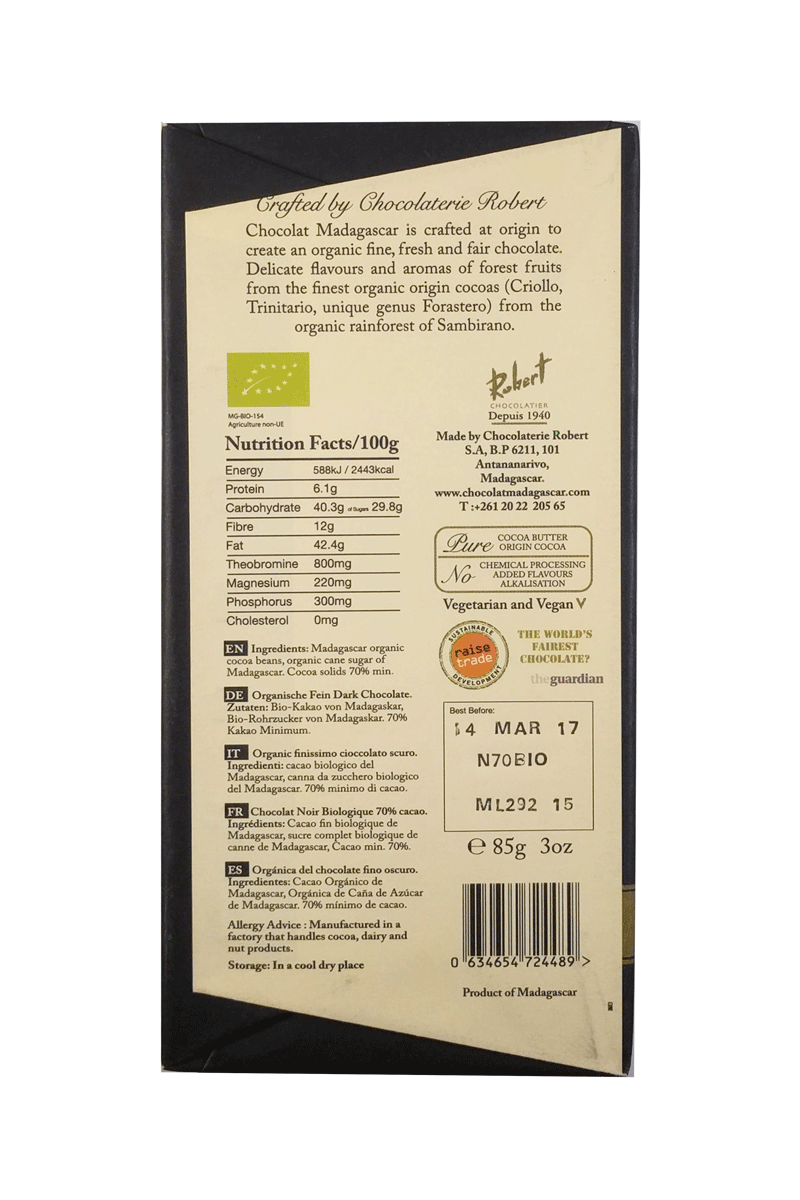 Crafted by Chocolaterie Robert
Chocolat Madagascar is crafted at origin to
create an organic fine, fresh and fair chocolate.
Delicate flavours and aromas of forest fruits
from the finest organic origin cocoas (Criollo,
Trinitario, unique genus Forastero) from the
organic rainforest of Sambirano.
MG-BIO-154
Agriculture non-UE
Nutrition Facts/100g
Energy 588kJ / 2443kcal
Protein 6.1g
Carbohydrate 40.3g of Sugars 29.8g
Fibre 12g
Fat 42.4g
Theobromine 800mg
Magnesium 220mg
Phosphorus 300mg
Cholesterol 0mg
EN Ingredients: Madagascar organic
cocoa beans, organic cane sugar of
Madagascar. Cocoa solids 70% min.
DE Organische Fein Dark Chocolate.
Zutaten: Bio-Kakao von Madagaskar,
Bio-Rohrzucker von Madagaskar. 70%
Kakao Minimum.
IT Organic finissimo cioccolato scuro.
Ingredienti: cacao biologico del
Madagascar, canna da zucchero biologico
del Madagascar. 70% minimo di cacao.
FR Chocolat Noir Biologique 70% cacao.
Ingrédients: Cacao fin biologique de
Madagascar, sucre complet biologique de
canne de Madagascar, Cacao min. 70%.
ES Orgánica del chocolate fino oscuro.
Ingredientes: Cacao Orgánico de
Madagascar, Orgánica de Caña de Azúcar
de Madagascar. 70% mínimo de cacao.
Allergy Advice : Manufactured in a
factory that handles cocoa, dairy and
nut products.
Storage: In a cool dry place
Robert
CHOCOLATIER
Depuis 1940
Made by Chocolaterie Robert
S.A, B.P 6211, 101
Antananarivo,
Madagascar.
www.chocolatmadagascar.com
T :+261 20 22 205 65
Pure COCOA BUTTER
ORIGIN COCOA
No CHEMICAL PROCESSING
ADDED FLAVOURS
ALKALISATION
Vegetarian and Vegan V
SUSTAINABLE
raise
trade
DEVELOPMENT
THE WORLD'S
FAIREST
CHOCOLATE?
theguardian
Best Before:
14 MAR 17
N70BIO
ML292 15
e 85g 3oz
0 634654 724489 >
Product of Madagascar